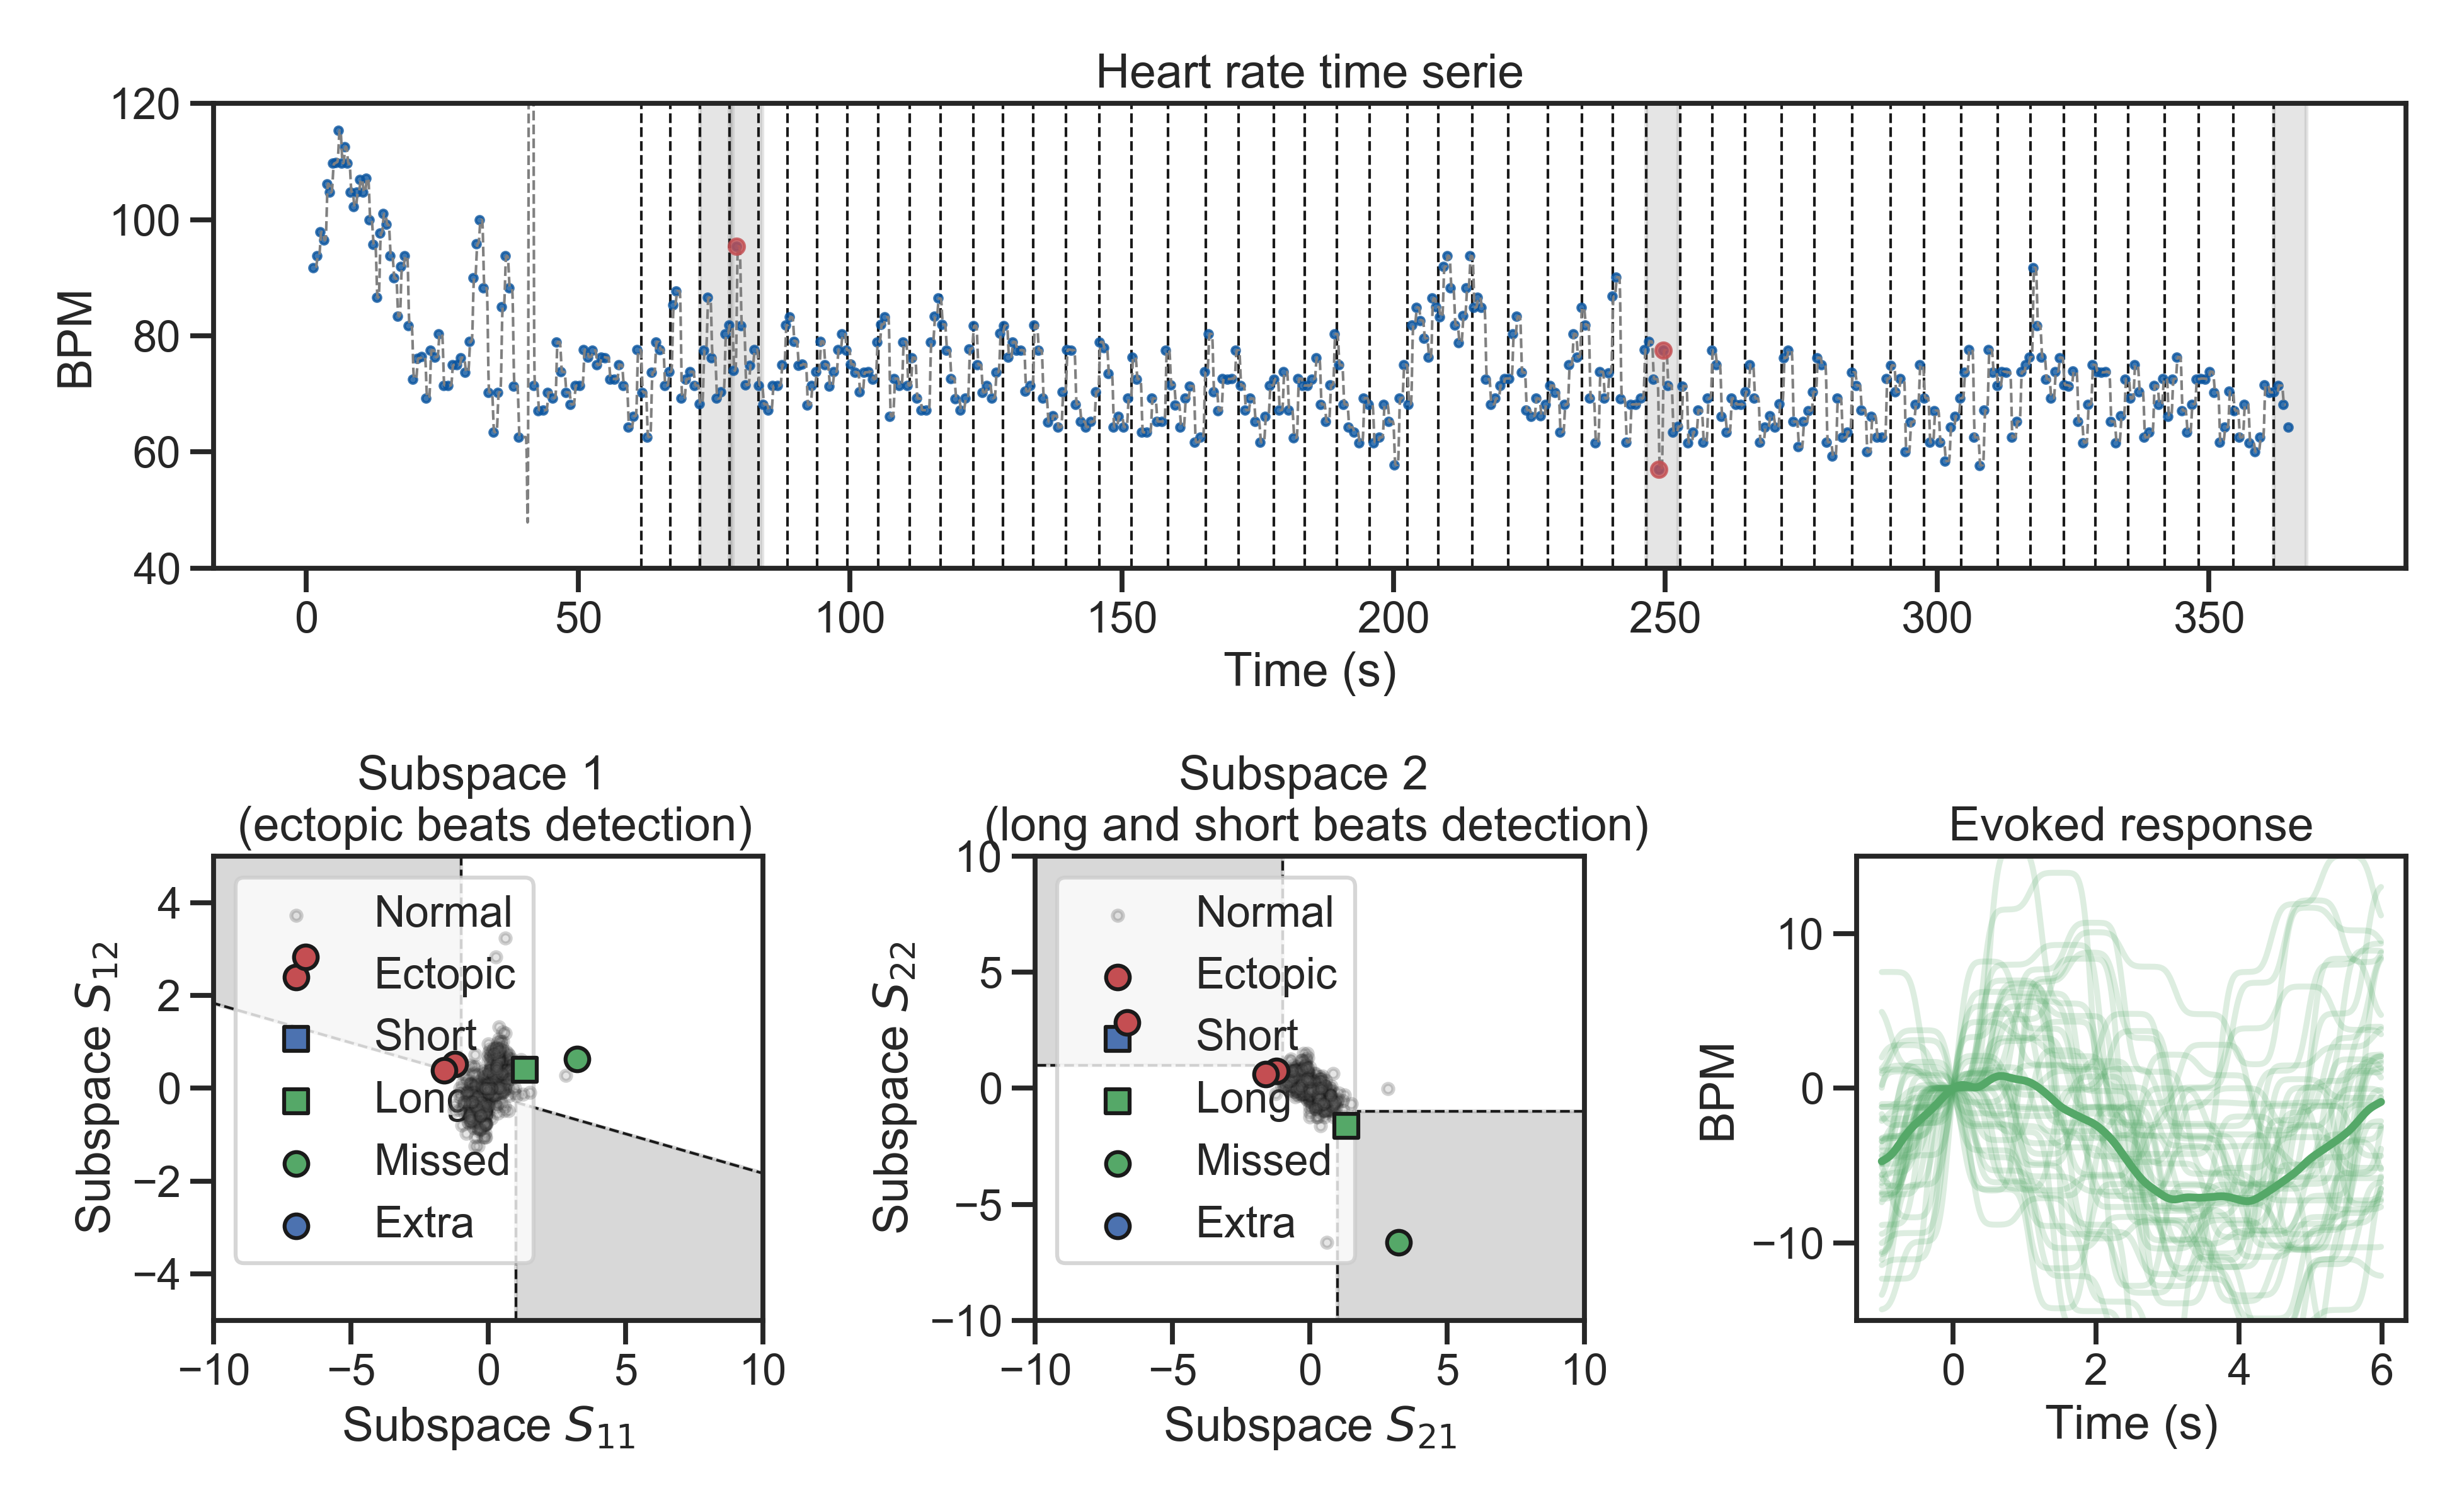 Heart rate time serie
BPM
120
100
80
60
40
0 50 100 150 200 250 300 350
Time (s)
Subspace 1
(ectopic beats detection)
Subspace S12
4
2
0
−2
−4
Normal
Ectopic
Short
Long
Missed
Extra
−10 −5 0 5 10
Subspace S11
Subspace 2
(long and short beats detection)
Subspace S22
10
5
0
−5
−10
Normal
Ectopic
Short
Long
Missed
Extra
−10 −5 0 5 10
Subspace S21
Evoked response
BPM
10
0
−10
0 2 4 6
Time (s)